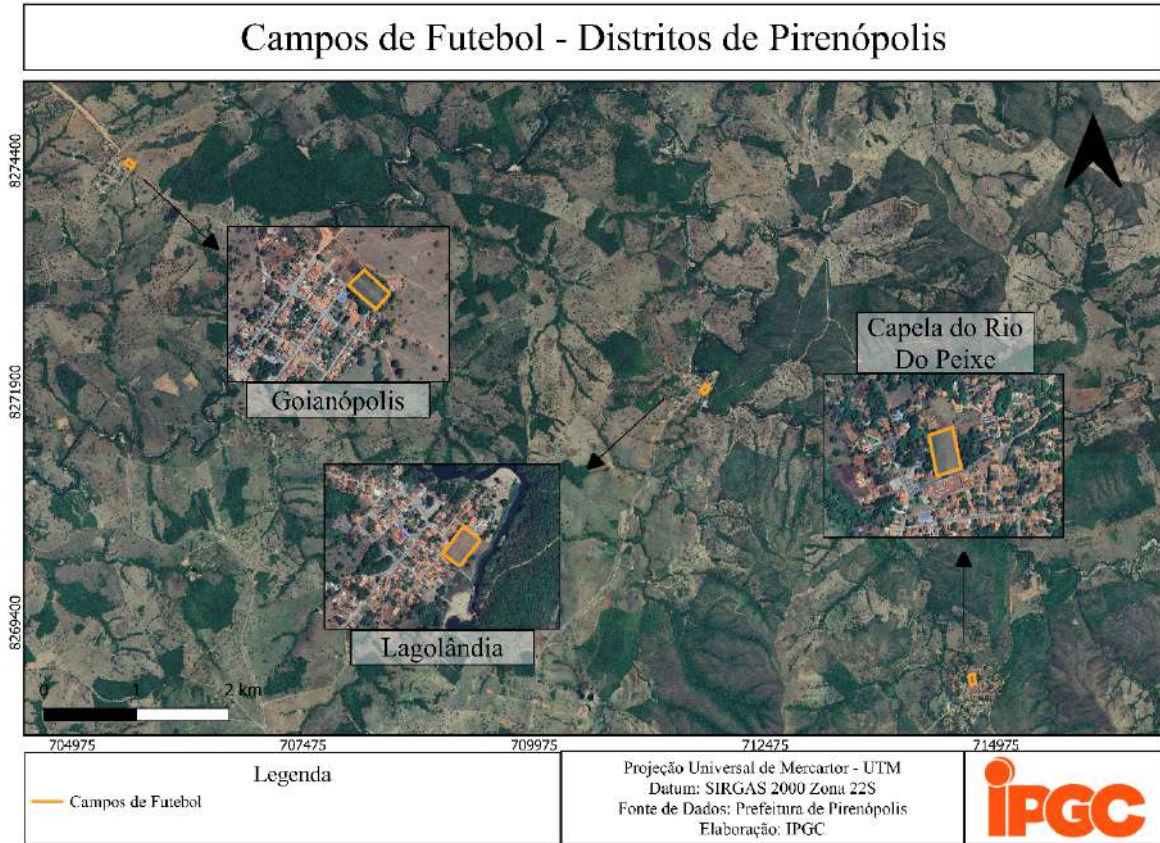 Campos de Futebol - Distritos de Pirenópolis
8274400
8271900
8269400
Goianópolis
Capela do Rio
Do Peixe
Lagolândia
0 1 2 km
704975 707475 709975 712475 714975
Legenda
Campos de Futebol
Projeção Universal de Mercartor - UTM
Datum: SIRGAS 2000 Zona 22S
Fonte de Dados: Prefeitura de Pirenópolis
Elaboração: IPGC
iPGC